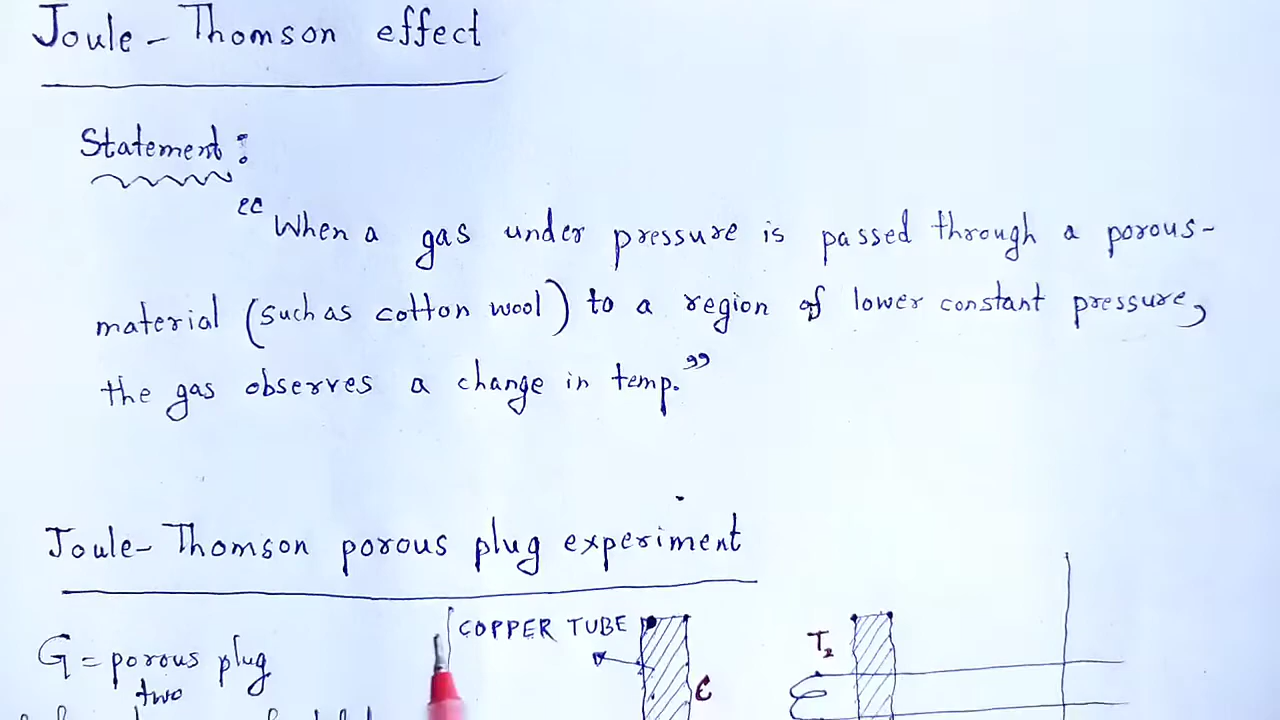 Joule - Thomson effect
Statement:
"When a gas under pressure is passed through a porous-
material (such as cotton wool) to a region of lower constant pressure,
the gas observes a change in temp."
Joule- Thomson porous plug experiment
COPPER TUBE
T₂
G = porous plug
two